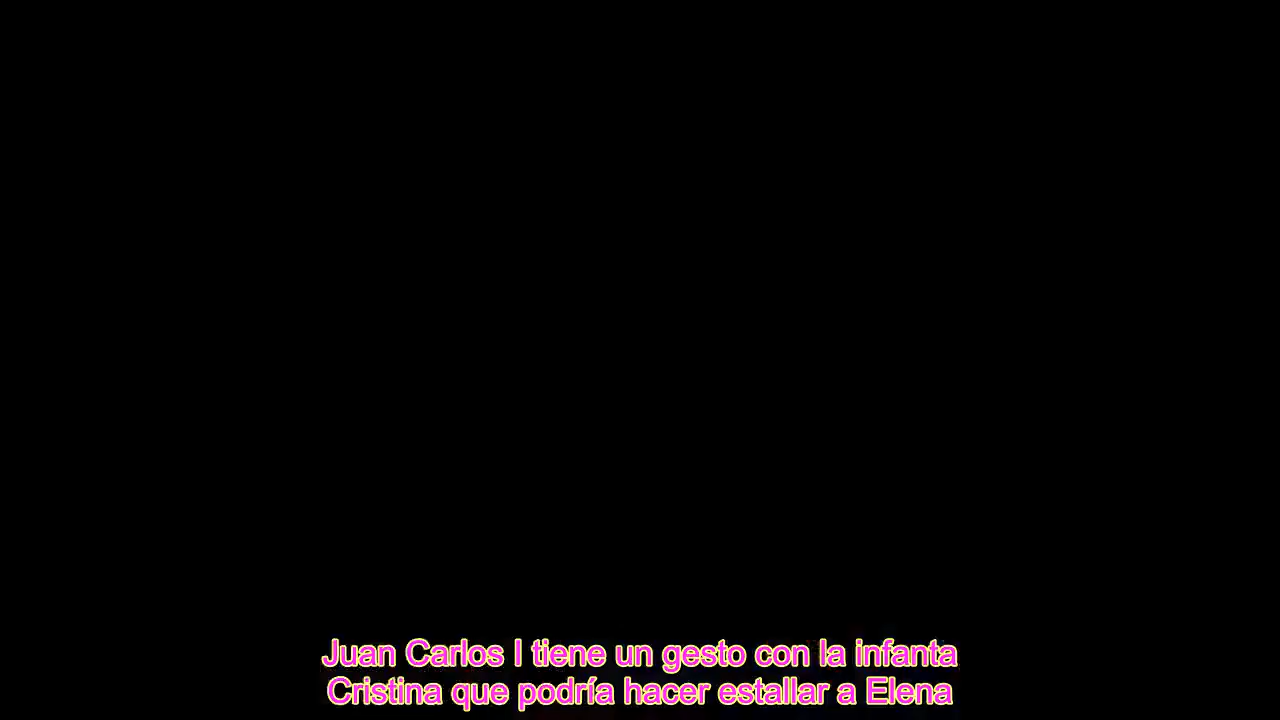 Juan Carlos I tiene un gesto con la infanta
Cristina que podría hacer estallar a Elena